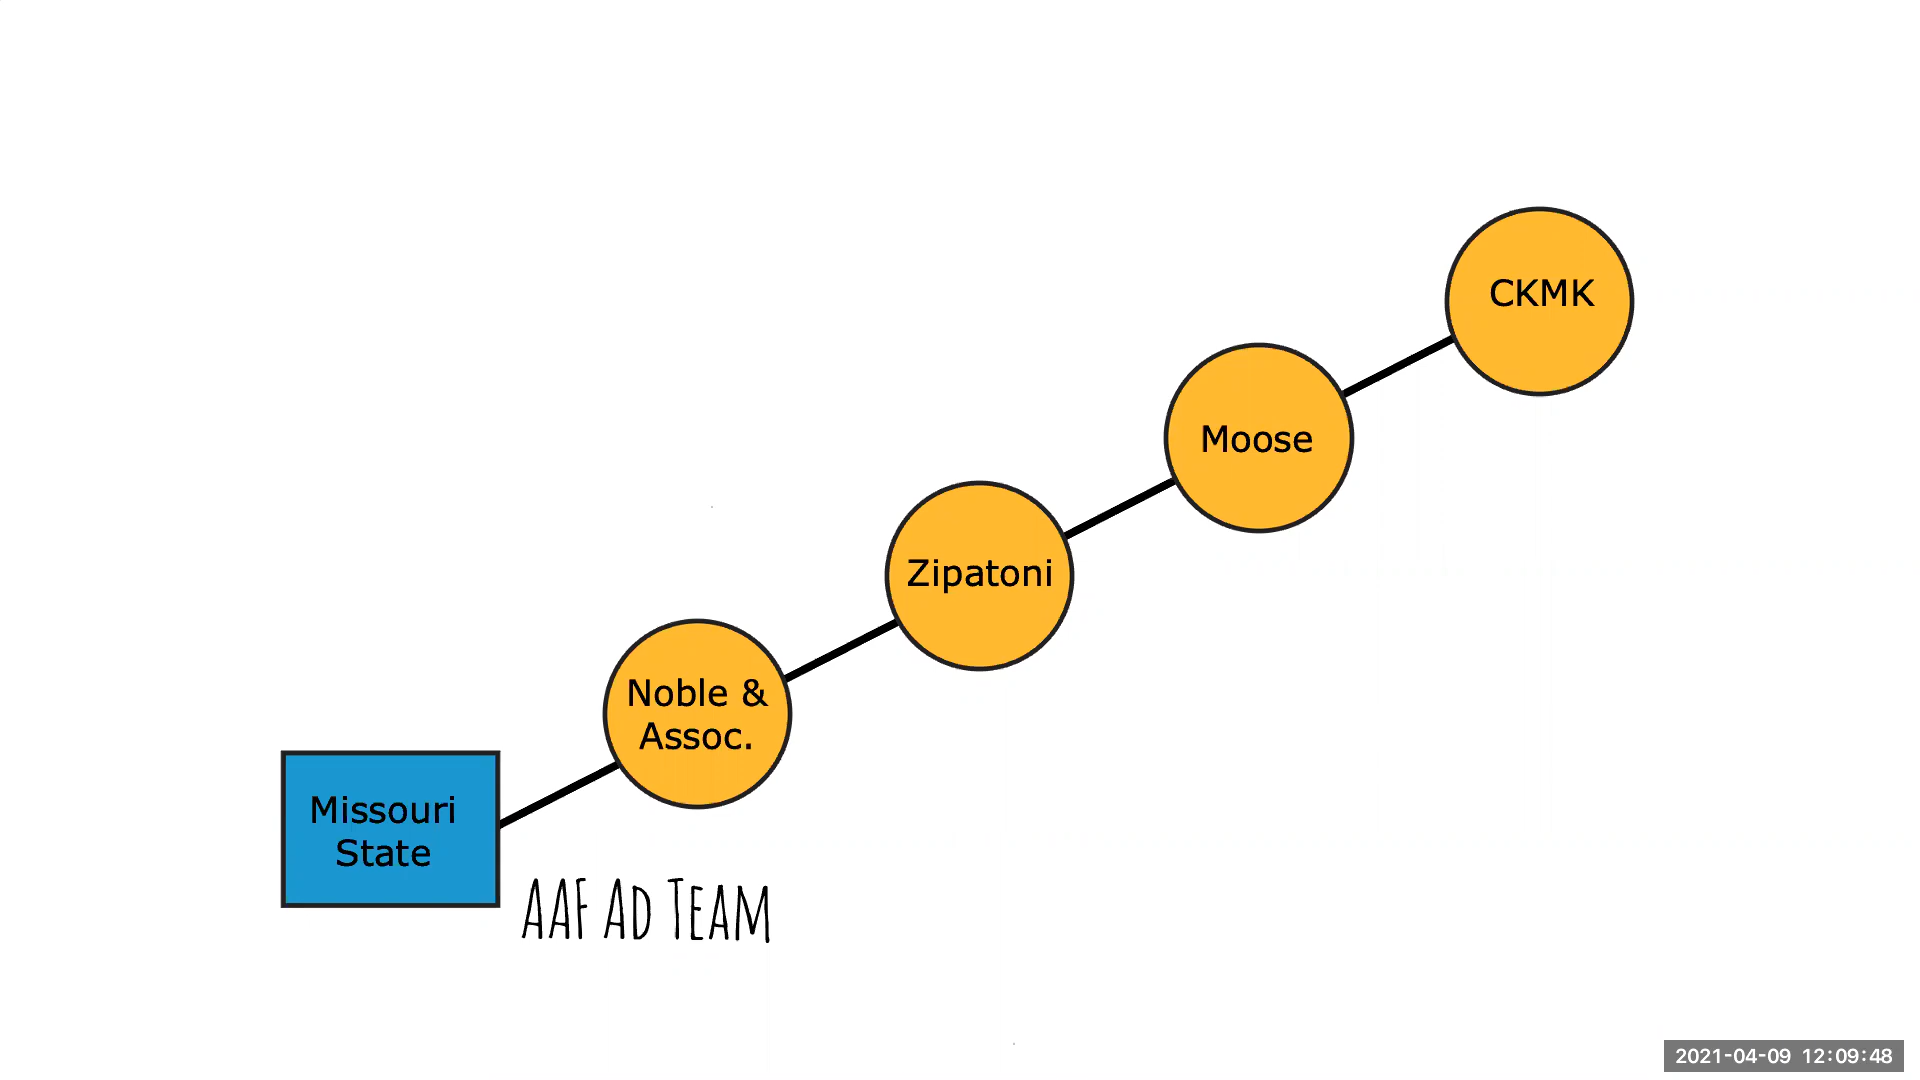 CKMK
Moose
Zipatoni
Noble &
Assoc.
Missouri
State
AAF Ad Team
2021-04-09 12:09:48